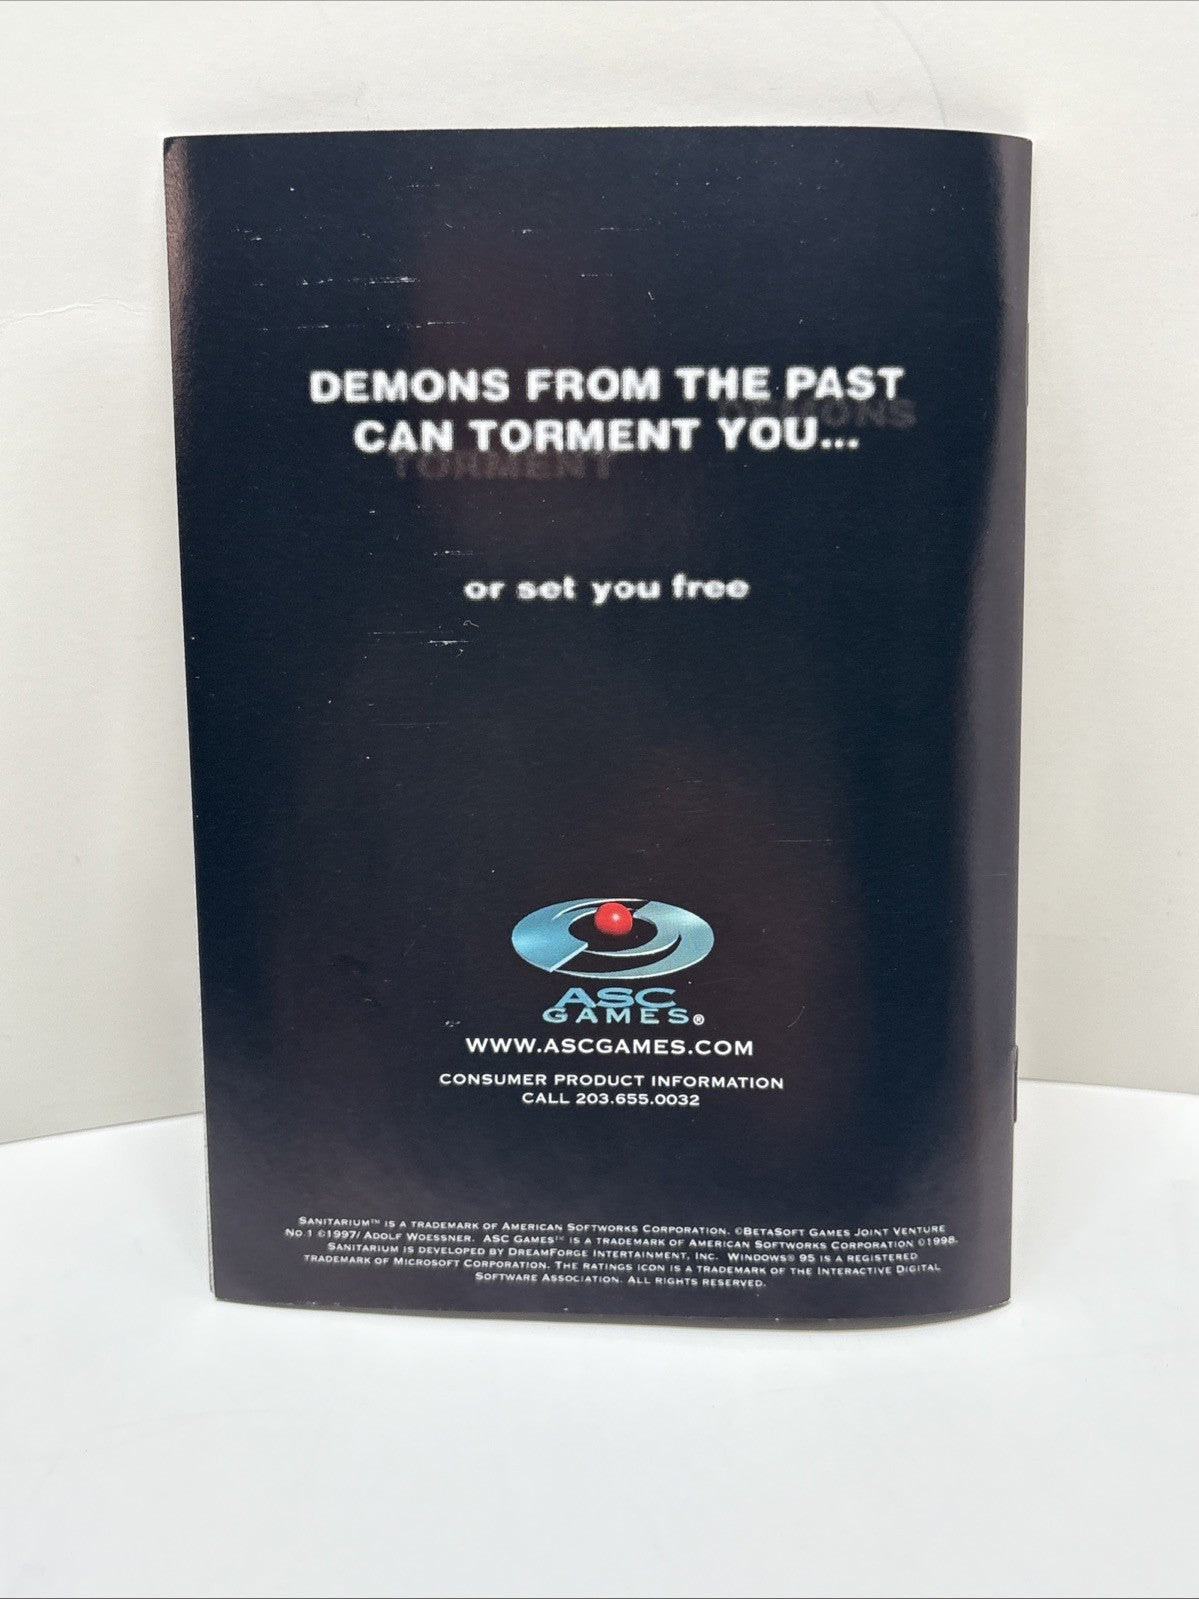 DEMONS FROM THE PAST
DEMONS
CAN TORMENT YOU...
TORMENT
or set you free
ASC
GAMES®
WWW.ASCGAMES.COM
CONSUMER PRODUCT INFORMATION
CALL 203.655.0032
SANITARIUM™ IS A TRADEMARK OF AMERICAN SOFTWORKS CORPORATION. ©BETASOFT GAMES JOINT VENTURE
NO.1 ©1997/ ADOLF WOESSNER. ASC GAMES™ IS A TRADEMARK OF AMERICAN SOFTWORKS CORPORATION ©1998.
SANITARIUM IS DEVELOPED BY DREAMFORGE INTERTAINMENT, INC. WINDOWS® 95 IS A REGISTERED
TRADEMARK OF MICROSOFT CORPORATION. THE RATINGS ICON IS A TRADEMARK OF THE INTERACTIVE DIGITAL
SOFTWARE ASSOCIATION. ALL RIGHTS RESERVED.